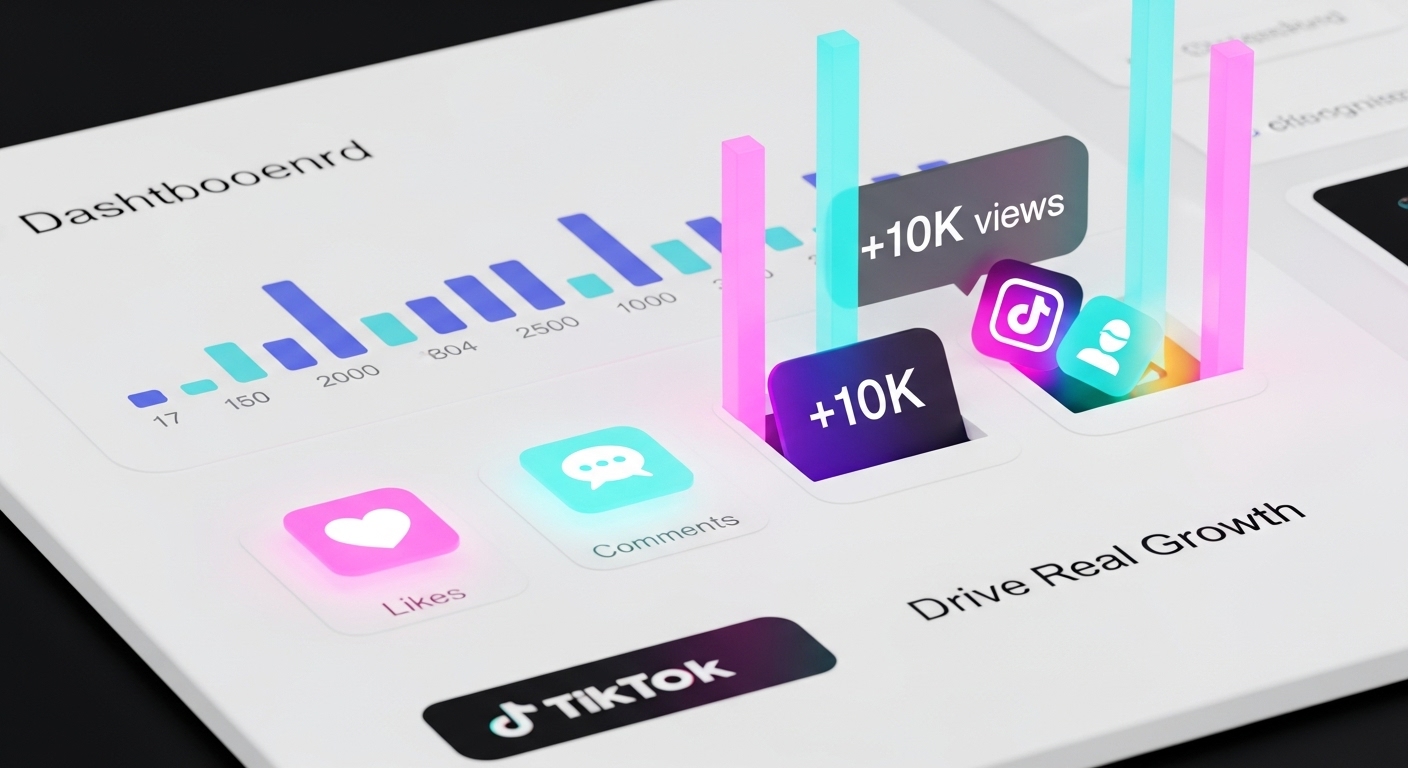 Dashtbooenrd
+10K views
17
150
2000
804
2500
1000
+10K
Likes
Comments
Drive Real Growth
TikTok